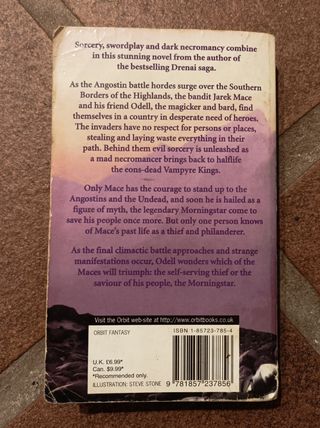 Sorcery, swordplay and dark necromancy combine
in this stunning novel from the author of
the bestselling Drenai saga.
As the Angostin battle hordes surge over the Southern
Borders of the Highlands, the bandit Jarek Mace
and his friend Odell, the magicker and bard, find
themselves in a country in desperate need of heroes.
The invaders have no respect for persons or places,
stealing and laying waste everything in their
path. Behind them evil sorcery is unleashed as
a mad necromancer brings back to halflife
the eons-dead Vampyre Kings.
Only Mace has the courage to stand up to the
Angostins and the Undead, and soon he is hailed as a
figure of myth, the legendary Morningstar come to
save his people once more. But only one person knows
of Mace's past life as a thief and philanderer.
As the final climactic battle approaches and strange
manifestations occur, Odell wonders which of the
Maces will triumph: the self-serving thief or the
saviour of his people, the Morningstar.
Visit the Orbit web-site at http://www.orbitbooks.co.uk
ORBIT FANTASY
ISBN 1-85723-785-4
U.K. £6.99*
Can. $9.99*
*Recommended only.
ILLUSTRATION: STEVE STONE
9 781857 237856